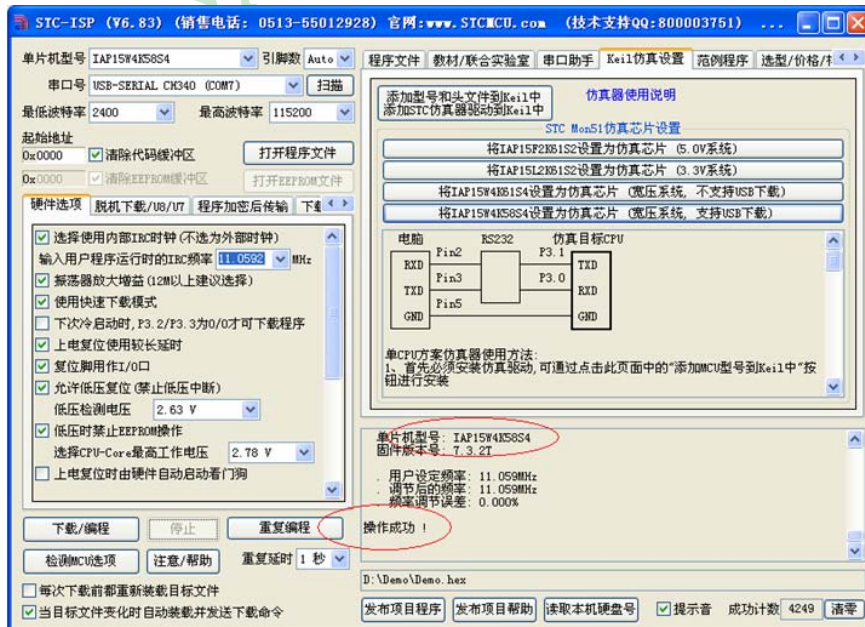 STC-ISP (V6.83) (销售电话: 0513-55012928) 官网:www.STCMCU.com (技术支持QQ:800003751) ...
单片机型号 IAP15W4K58S4 引脚数 Auto
串口号 USB-SERIAL CH340 (COM7) 扫描
最低波特率 2400 最高波特率 115200
起始地址
0x0000 清除代码缓冲区 打开程序文件
0x0000 清除EEPROM缓冲区 打开EEPROM文件
硬件选项 脱机下载/U8/U7 程序加密后传输
选择使用内部IRC时钟(不选为外部时钟)
输入用户程序运行时的IRC频率 11.0592 MHz
振荡器放大增益(12M以上建议选择)
使用快速下载模式
下次冷启动时,P3.2/P3.3为0/0才可下载程序
上电复位使用较长延时
复位脚用作I/O口
允许低压复位(禁止低压中断)
低压检测电压 2.63 V
低压时禁止EEPROM操作
选择CPU-Core最高工作电压 2.78 V
上电复位时由硬件自动启动看门狗
下载/编程 停止 重复编程
检测MCU选项 注意/帮助 重复延时 1 秒
每次下载前都重新装载目标文件
当目标文件变化时自动装载并发送下载命令
程序文件 教材/联合实验室 串口助手 Keil仿真设置 范例程序 选型/价格/
添加型号和头文件到Keil中
添加STC仿真器驱动到Keil中
仿真器使用说明
STC Mon51仿真芯片设置
将IAP15F2K61S2设置为仿真芯片 (5.0V系统)
将IAP15L2K61S2设置为仿真芯片 (3.3V系统)
将IAP15W4K61S4设置为仿真芯片 (宽压系统, 不支持USB下载)
将IAP15W4K58S4设置为仿真芯片 (宽压系统, 支持USB下载)
电脑 RS232 仿真目标CPU
RXD Pin2 P3.1 TXD
TXD Pin3 P3.0 RXD
GND Pin5 GND
单CPU方案仿真器使用方法:
1、首先必须安装仿真驱动,可通过点击此页面中的“添加MCU型号到Keil中”按
钮进行安装
单片机型号: IAP15W4K58S4
固件版本号: 7.3.2T
. 用户设定频率: 11.059MHz
. 调节后的频率: 11.059MHz
. 频率调节误差: 0.000%
操作成功 !
D:\Demo\Demo.hex
发布项目程序 发布项目帮助 读取本机硬盘号 提示音 成功计数 4249 清零